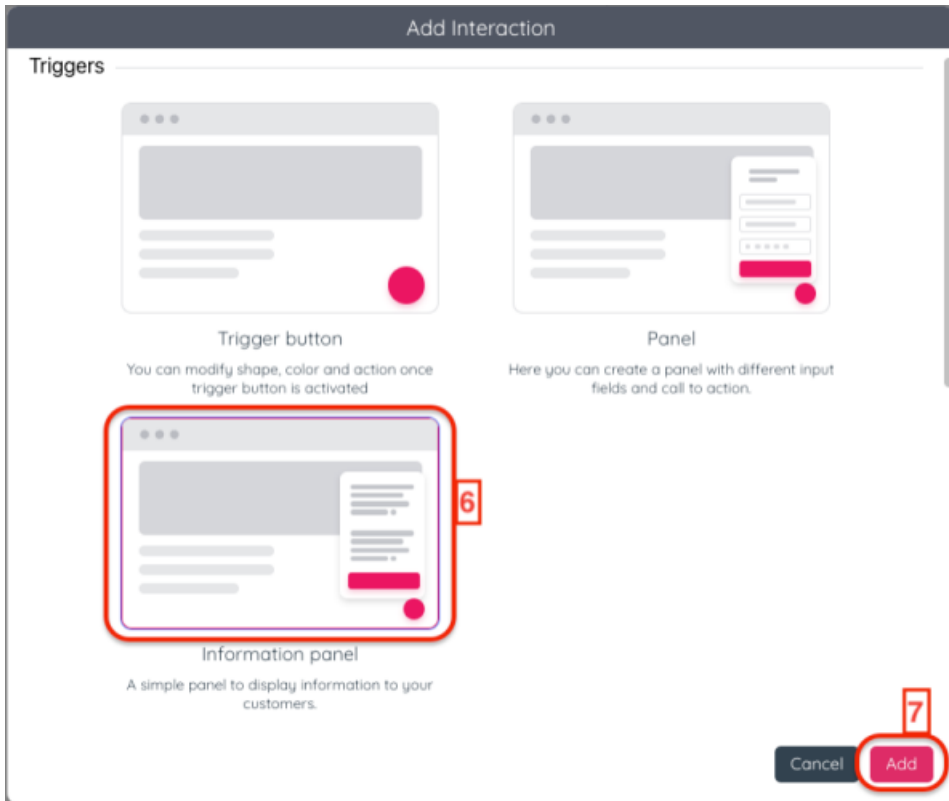 Add Interaction
Triggers
Trigger button
You can modify shape, color and action once
trigger button is activated
Panel
Here you can create a panel with different input
fields and call to action.
6
Information panel
A simple panel to display information to your
customers.
7
Cancel
Add